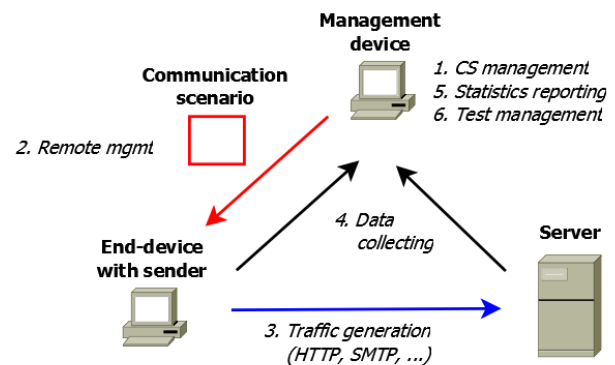 Management
device
1. CS management
5. Statistics reporting
6. Test management
Communication
scenario
2. Remote mgmt
4. Data
collecting
End-device
with sender
Server
3. Traffic generation
(HTTP, SMTP, ...)